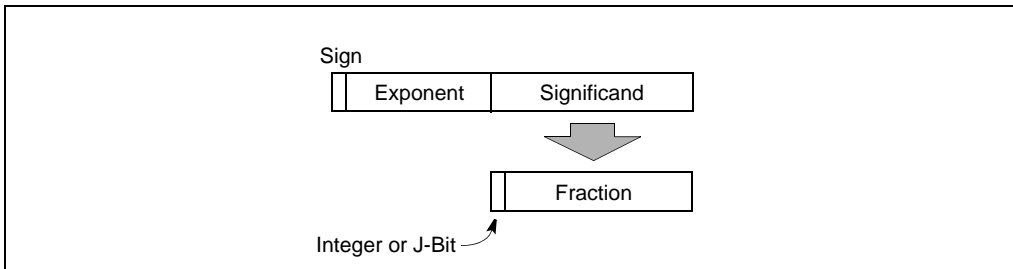 Sign
Exponent Significand
Fraction
Integer or J-Bit